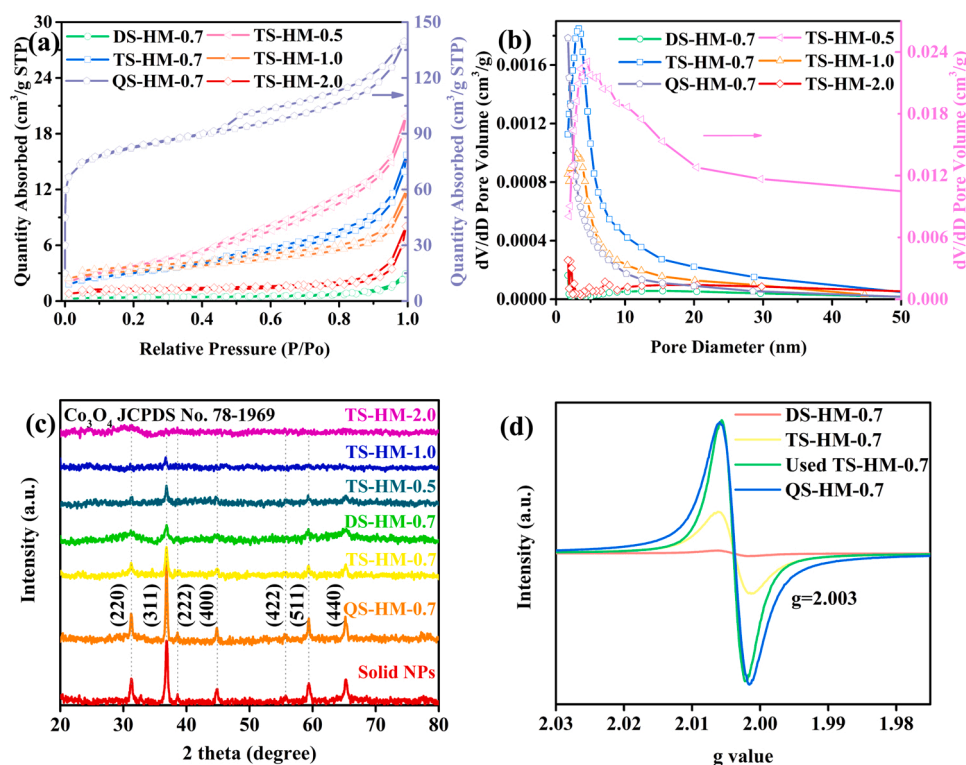 (a)
DS-HM-0.7
TS-HM-0.7
QS-HM-0.7
TS-HM-0.5
TS-HM-1.0
TS-HM-2.0
Quantity Absorbed (cm³/g STP)
30
27
24
21
18
15
12
9
6
3
0
Quantity Absorbed (cm³/g STP)
150
120
90
60
30
0
0.0
0.2
0.4
0.6
0.8
1.0
Relative Pressure (P/Po)
(b)
DS-HM-0.7
TS-HM-0.7
QS-HM-0.7
TS-HM-0.5
TS-HM-1.0
TS-HM-2.0
dV/dD Pore Volume (cm³/g)
0.0016
0.0012
0.0008
0.0004
0.0000
dV/dD Pore Volume (cm³/g)
0.024
0.018
0.012
0.006
0.000
0
10
20
30
40
50
Pore Diameter (nm)
(c)
Co₃O₄ JCPDS No. 78-1969
TS-HM-2.0
TS-HM-1.0
TS-HM-0.5
DS-HM-0.7
TS-HM-0.7
QS-HM-0.7
Solid NPs
(220)
(311)
(222)
(400)
(422)
(511)
(440)
Intensity (a.u.)
20
30
40
50
60
70
80
2 theta (degree)
(d)
DS-HM-0.7
TS-HM-0.7
Used TS-HM-0.7
QS-HM-0.7
g=2.003
Intensity (a.u.)
2.03
2.02
2.01
2.00
1.99
1.98
g value